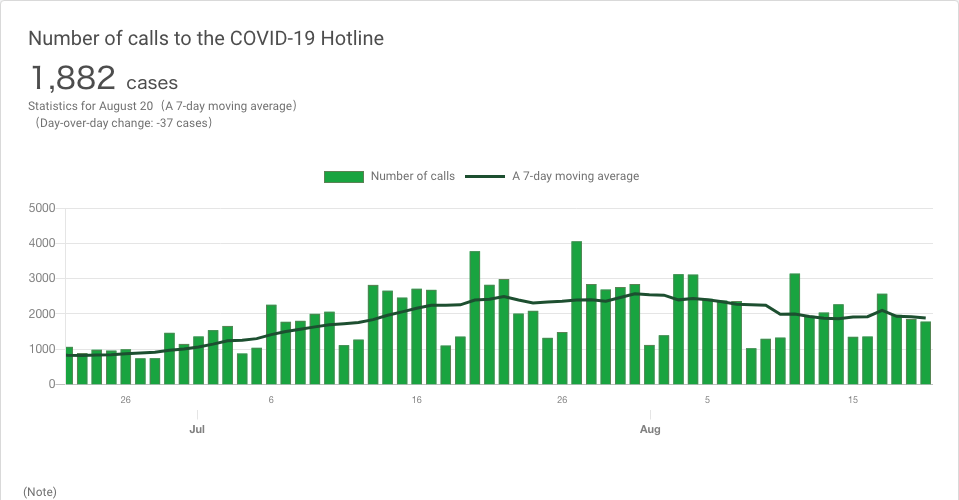 Number of calls to the COVID-19 Hotline
1,882 cases
Statistics for August 20（A 7-day moving average）
（Day-over-day change: -37 cases）
Number of calls A 7-day moving average
5000
4000
3000
2000
1000
0
26 6 16 26 5 15
Jul Aug
(Note)